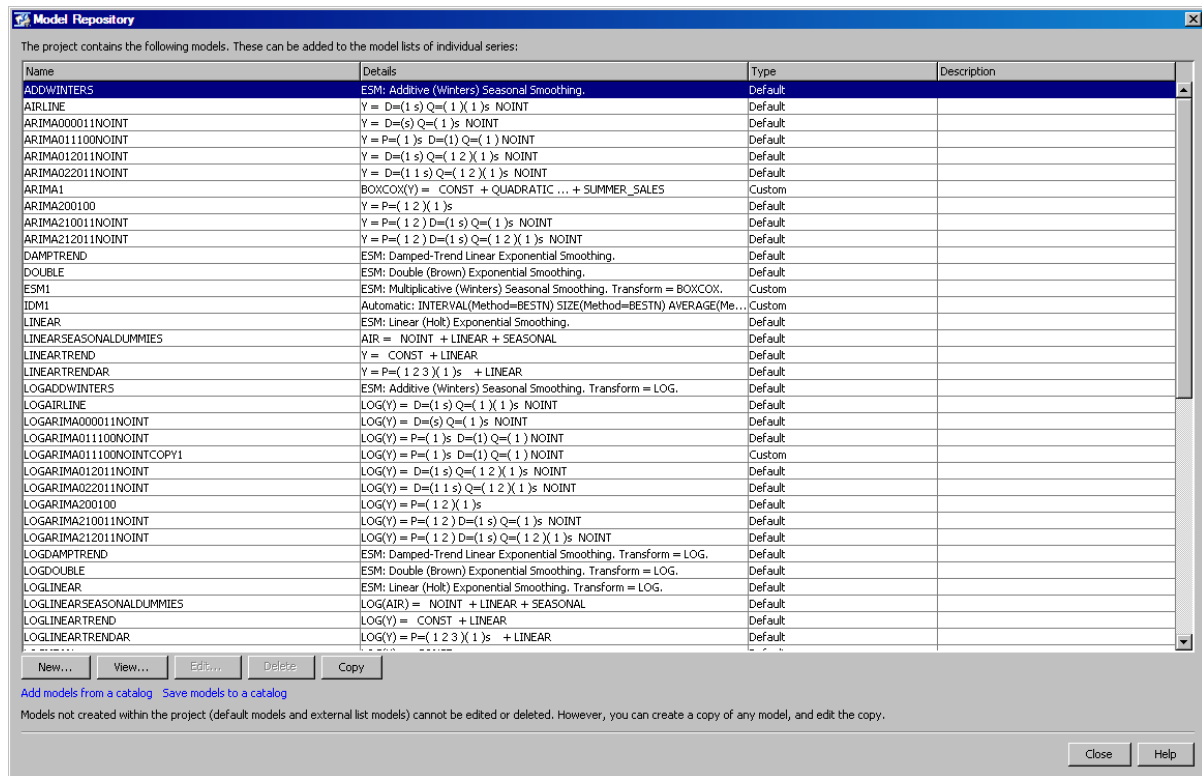 Model Repository
The project contains the following models. These can be added to the model lists of individual series:
Name Details Type Description
ADDWINTERS ESM: Additive (Winters) Seasonal Smoothing. Default
AIRLINE Y = D=(1 s) Q=( 1 )( 1 )s NOINT Default
ARIMA000011NOINT Y = D=(s) Q=( 1 )s NOINT Default
ARIMA011100NOINT Y = P=( 1 )s D=(1) Q=( 1 ) NOINT Default
ARIMA012011NOINT Y = D=(1 s) Q=( 1 2 )( 1 )s NOINT Default
ARIMA022011NOINT Y = D=(1 1 s) Q=( 1 2 )( 1 )s NOINT Default
ARIMA1 BOXCOX(Y) = CONST + QUADRATIC ... + SUMMER_SALES Custom
ARIMA200100 Y = P=( 1 2 )( 1 )s Default
ARIMA210011NOINT Y = P=( 1 2 ) D=(1 s) Q=( 1 )s NOINT Default
ARIMA212011NOINT Y = P=( 1 2 ) D=(1 s) Q=( 1 2 )( 1 )s NOINT Default
DAMPTREND ESM: Damped-Trend Linear Exponential Smoothing. Default
DOUBLE ESM: Double (Brown) Exponential Smoothing. Default
ESM1 ESM: Multiplicative (Winters) Seasonal Smoothing. Transform = BOXCOX. Custom
IDM1 Automatic: INTERVAL(Method=BESTN) SIZE(Method=BESTN) AVERAGE(Me... Custom
LINEAR ESM: Linear (Holt) Exponential Smoothing. Default
LINEARSEASONALDUMMIES AIR = NOINT + LINEAR + SEASONAL Default
LINEARTREND Y = CONST + LINEAR Default
LINEARTRENDAR Y = P=( 1 2 3 )( 1 )s + LINEAR Default
LOGADDWINTERS ESM: Additive (Winters) Seasonal Smoothing. Transform = LOG. Default
LOGAIRLINE LOG(Y) = D=(1 s) Q=( 1 )( 1 )s NOINT Default
LOGARIMA000011NOINT LOG(Y) = D=(s) Q=( 1 )s NOINT Default
LOGARIMA011100NOINT LOG(Y) = P=( 1 )s D=(1) Q=( 1 ) NOINT Default
LOGARIMA011100NOINTCOPY1 LOG(Y) = P=( 1 )s D=(1) Q=( 1 ) NOINT Custom
LOGARIMA012011NOINT LOG(Y) = D=(1 s) Q=( 1 2 )( 1 )s NOINT Default
LOGARIMA022011NOINT LOG(Y) = D=(1 1 s) Q=( 1 2 )( 1 )s NOINT Default
LOGARIMA200100 LOG(Y) = P=( 1 2 )( 1 )s Default
LOGARIMA210011NOINT LOG(Y) = P=( 1 2 ) D=(1 s) Q=( 1 )s NOINT Default
LOGARIMA212011NOINT LOG(Y) = P=( 1 2 ) D=(1 s) Q=( 1 2 )( 1 )s NOINT Default
LOGDAMPTREND ESM: Damped-Trend Linear Exponential Smoothing. Transform = LOG. Default
LOGDOUBLE ESM: Double (Brown) Exponential Smoothing. Transform = LOG. Default
LOGLINEAR ESM: Linear (Holt) Exponential Smoothing. Transform = LOG. Default
LOGLINEARSEASONALDUMMIES LOG(AIR) = NOINT + LINEAR + SEASONAL Default
LOGLINEARTREND LOG(Y) = CONST + LINEAR Default
LOGLINEARTRENDAR LOG(Y) = P=( 1 2 3 )( 1 )s + LINEAR Default
New... View... Edit... Delete Copy
Add models from a catalog Save models to a catalog
Models not created within the project (default models and external list models) cannot be edited or deleted. However, you can create a copy of any model, and edit the copy.
Close Help